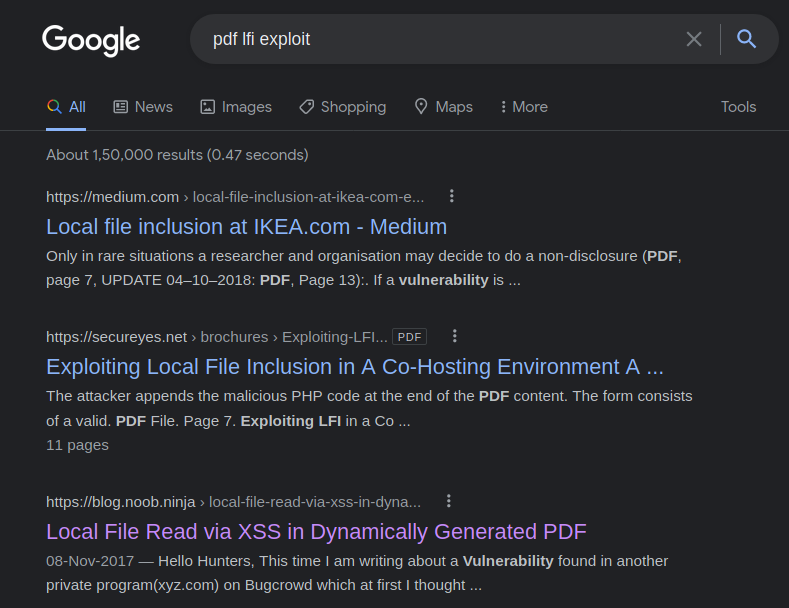 Google
pdf lfi exploit
All News Images Shopping Maps More Tools
About 1,50,000 results (0.47 seconds)
https://medium.com › local-file-inclusion-at-ikea-com-e...
Local file inclusion at IKEA.com - Medium
Only in rare situations a researcher and organisation may decide to do a non-disclosure (PDF,
page 7, UPDATE 04–10–2018: PDF, Page 13):. If a vulnerability is ...
https://secureyes.net › brochures › Exploiting-LFI... PDF
Exploiting Local File Inclusion in A Co-Hosting Environment A ...
The attacker appends the malicious PHP code at the end of the PDF content. The form consists
of a valid. PDF File. Page 7. Exploiting LFI in a Co ...
11 pages
https://blog.noob.ninja › local-file-read-via-xss-in-dyna...
Local File Read via XSS in Dynamically Generated PDF
08-Nov-2017 — Hello Hunters, This time I am writing about a Vulnerability found in another
private program(xyz.com) on Bugcrowd which at first I thought ...